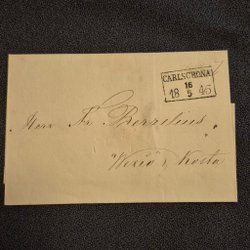 CARLSCRONA
16
5
18 46
Herr Fr Berzelius
Wexiö, Kosta